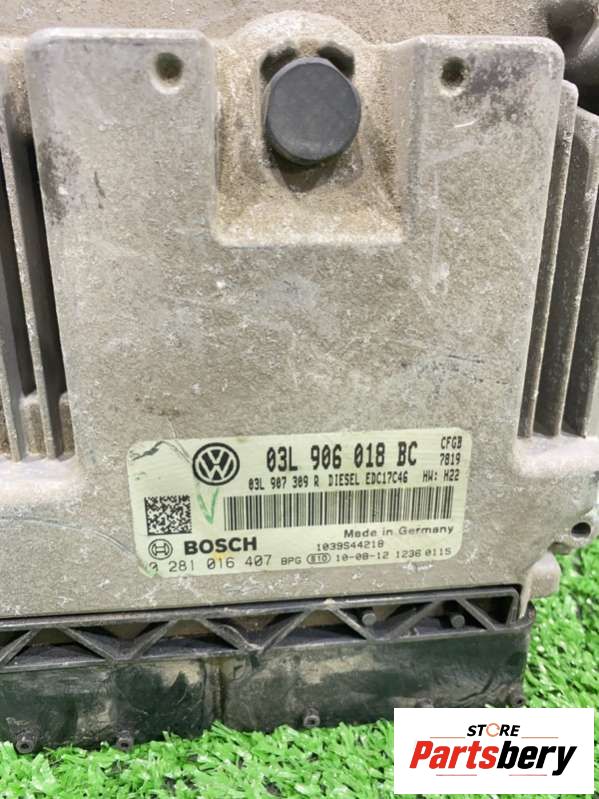 03L 906 018 BC CFGB
7819
03L 907 309 R DIESEL EDC17C46 HW: H22
Made in Germany
BOSCH 1039S44218
0 281 016 407 BPG 10-08-12 1236 0115
STORE
Partsbery